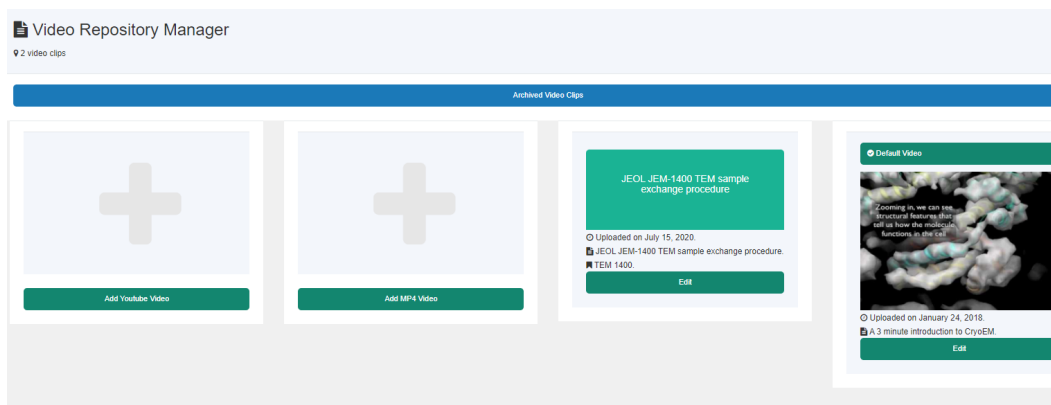 Video Repository Manager
2 video clips
Archived Video Clips
Add Youtube Video
Add MP4 Video
JEOL JEM-1400 TEM sample
exchange procedure
Uploaded on July 15, 2020.
JEOL JEM-1400 TEM sample exchange procedure.
TEM 1400.
Edit
Default Video
Zooming in, we can see
structural features that
tell us how the molecule
functions in the cell
Uploaded on January 24, 2018.
A 3 minute introduction to CryoEM.
Edit